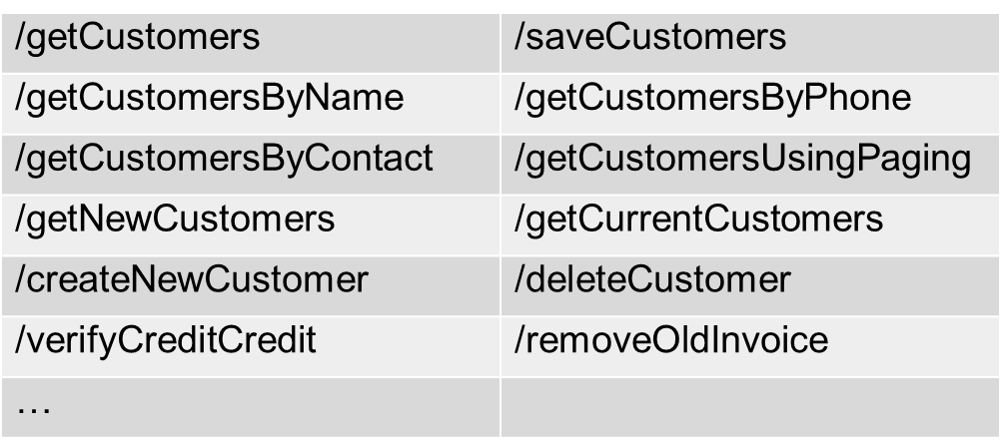 /getCustomers /saveCustomers
/getCustomersByName /getCustomersByPhone
/getCustomersByContact /getCustomersUsingPaging
/getNewCustomers /getCurrentCustomers
/createNewCustomer /deleteCustomer
/verifyCreditCredit /removeOldInvoice
…